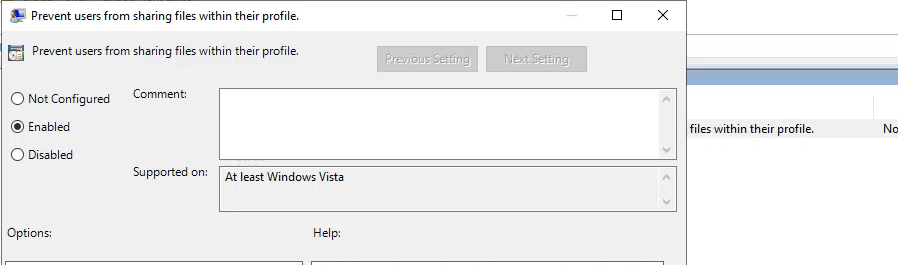 Prevent users from sharing files within their profile.
Prevent users from sharing files within their profile.
Previous Setting
Next Setting
Not Configured
Comment:
Enabled
files within their profile.
No
Disabled
Supported on:
At least Windows Vista
Options:
Help: